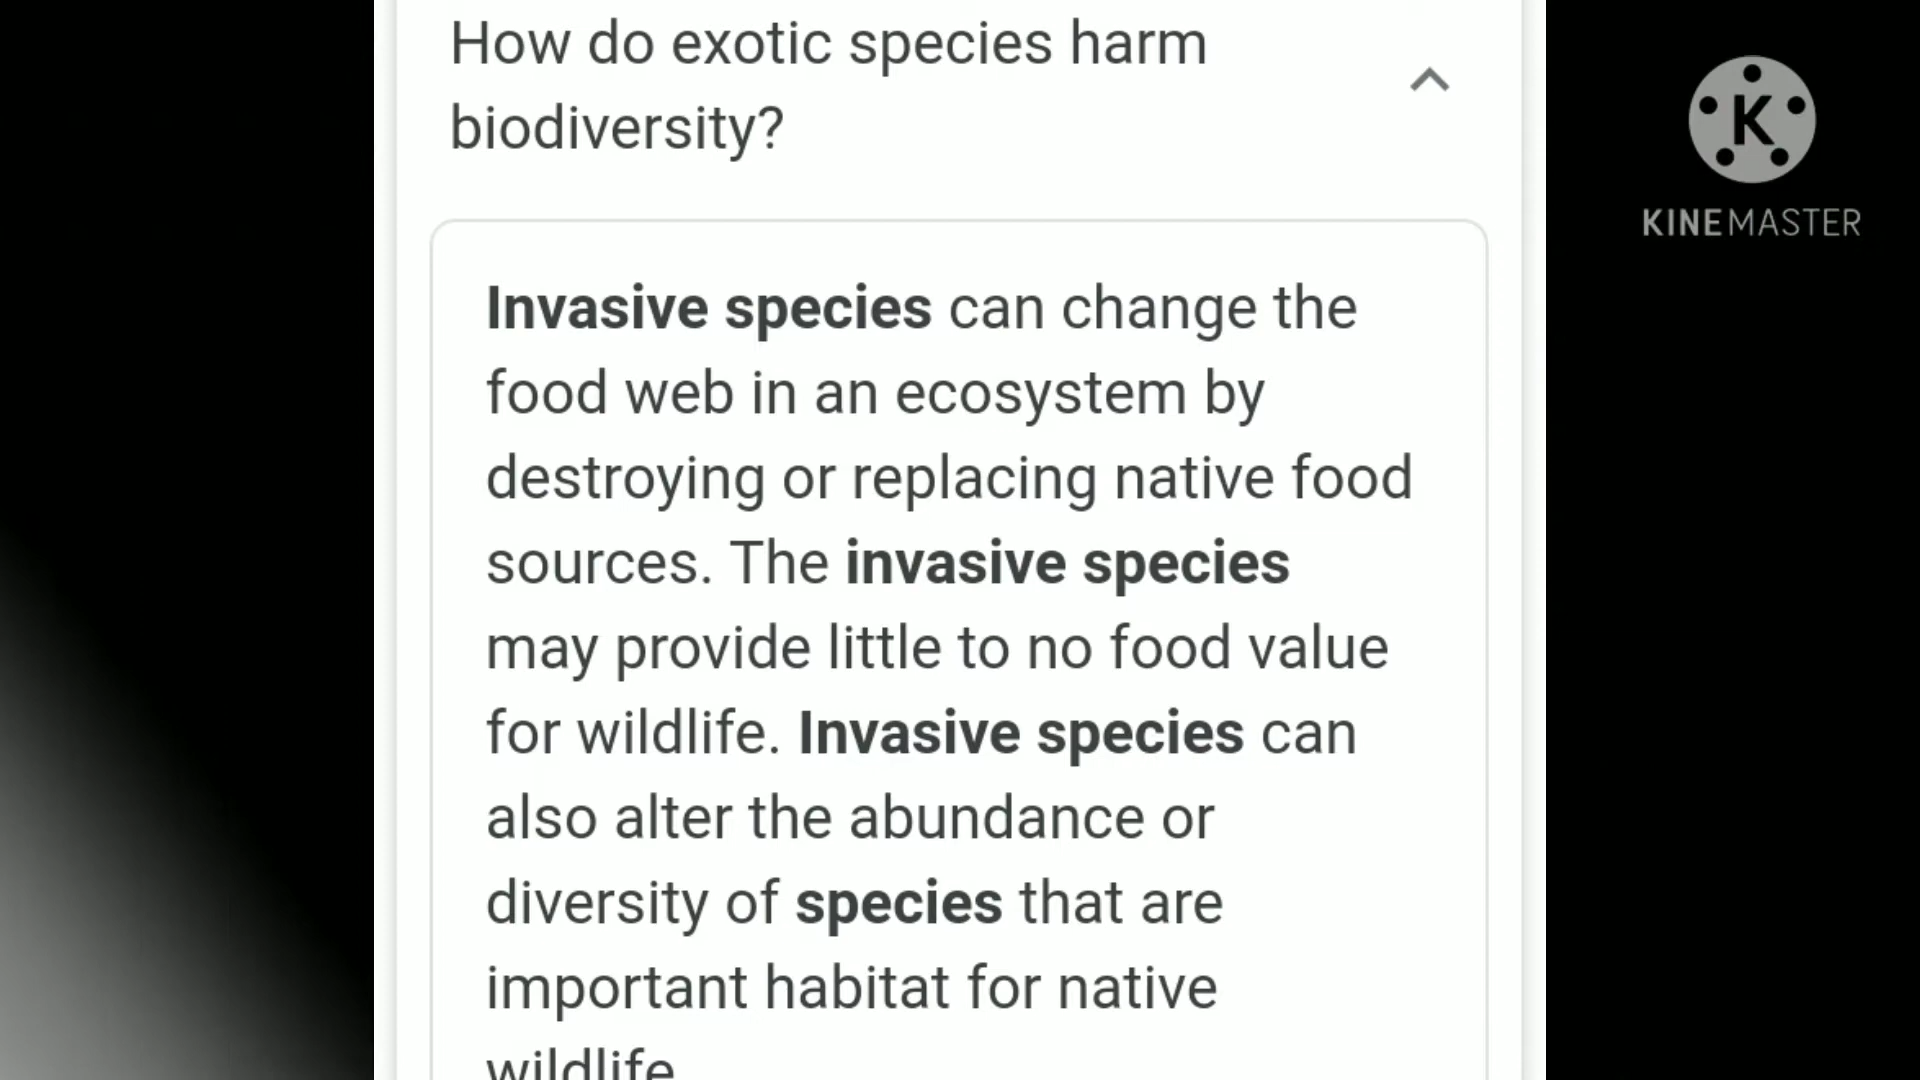 How do exotic species harm
biodiversity?
K
KINEMASTER
Invasive species can change the
food web in an ecosystem by
destroying or replacing native food
sources. The invasive species
may provide little to no food value
for wildlife. Invasive species can
also alter the abundance or
diversity of species that are
important habitat for native
wildlife